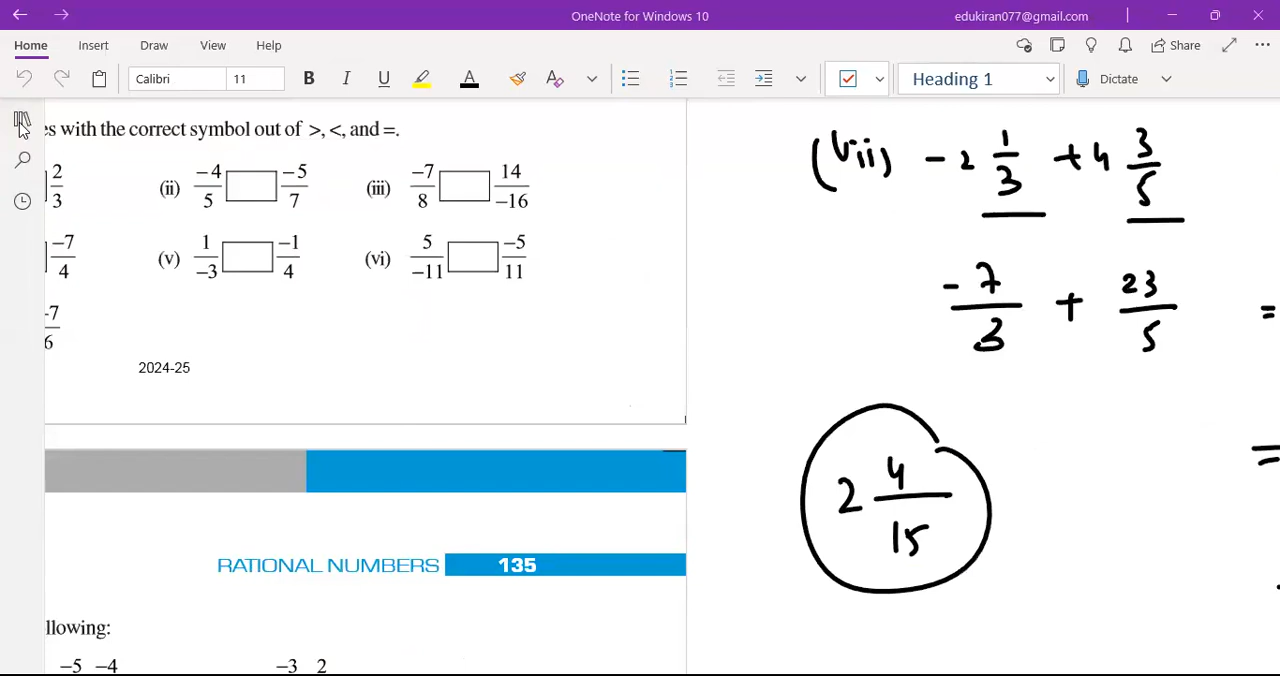 OneNote for Windows 10
edukiran077@gmail.com
Home Insert Draw View Help
Share
Calibri 11 B I U A Heading 1 Dictate
es with the correct symbol out of >, <, and =.
2/3 (ii) -4/5 -5/7 (iii) -7/8 14/-16
-7/4 (v) 1/-3 -1/4 (vi) 5/-11 -5/11
-7/6
2024-25
RATIONAL NUMBERS 135
llowing:
-5 -4 -3 2
(vii) - 2 1/3 + 4 3/5
-7/3 + 23/5 =
2 4/15
=